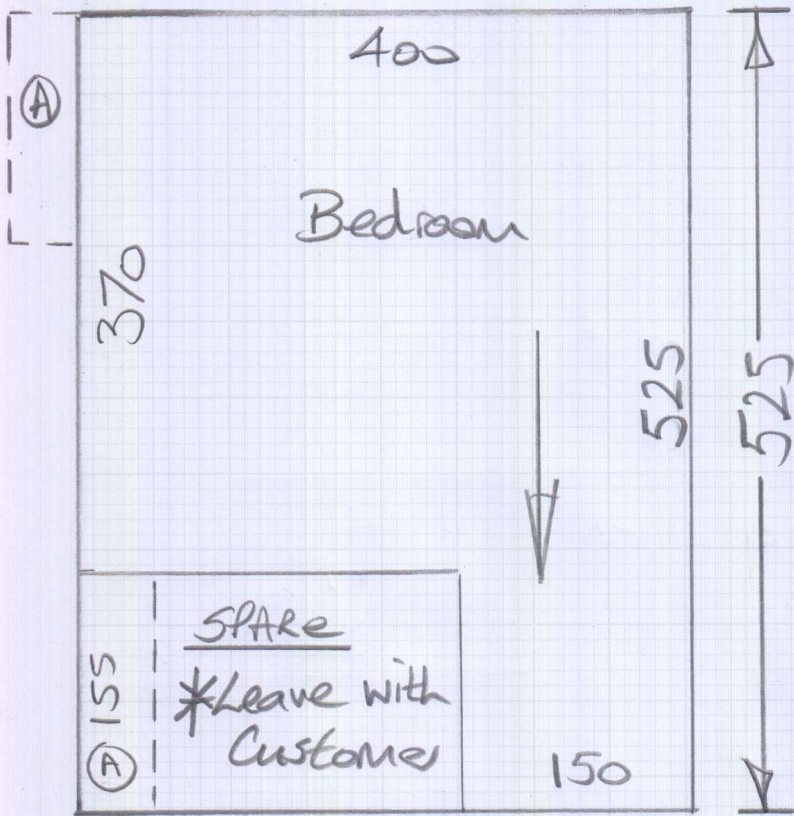 400
Ⓐ
Bedroom
370
525
525
SPARe
*Leave with
Customer
155
Ⓐ
150